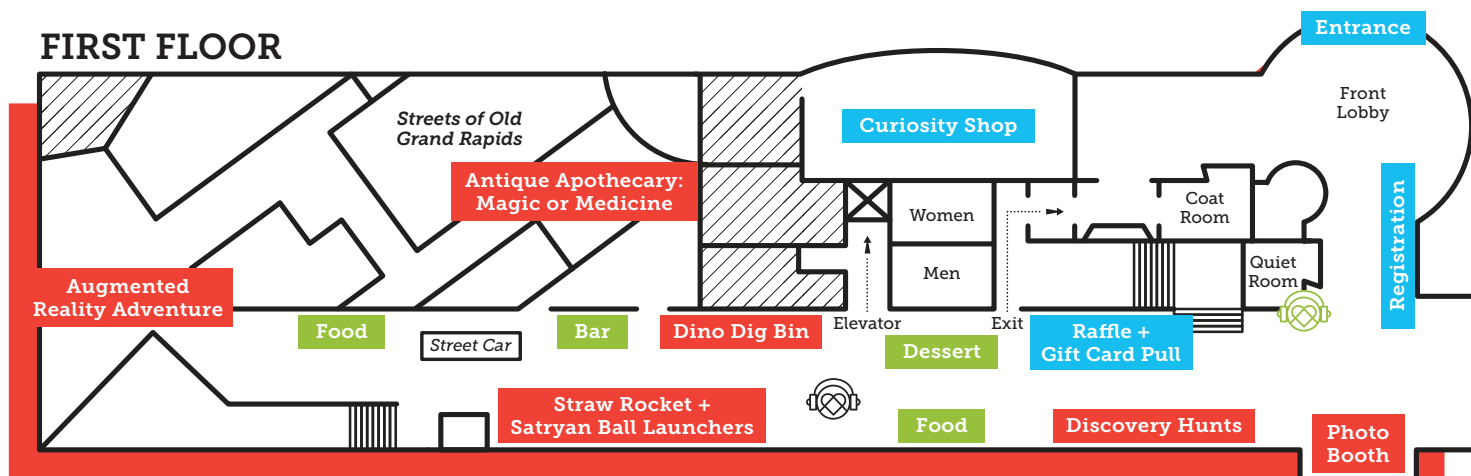 FIRST FLOOR
Entrance
Front
Lobby
Streets of Old
Grand Rapids
Curiosity Shop
Antique Apothecary:
Magic or Medicine
Women
Coat
Room
Registration
Men
Quiet
Room
Augmented
Reality Adventure
Food
Street Car
Bar
Dino Dig Bin
Elevator
Exit
Dessert
Raffle +
Gift Card Pull
Straw Rocket +
Satryan Ball Launchers
Food
Discovery Hunts
Photo
Booth